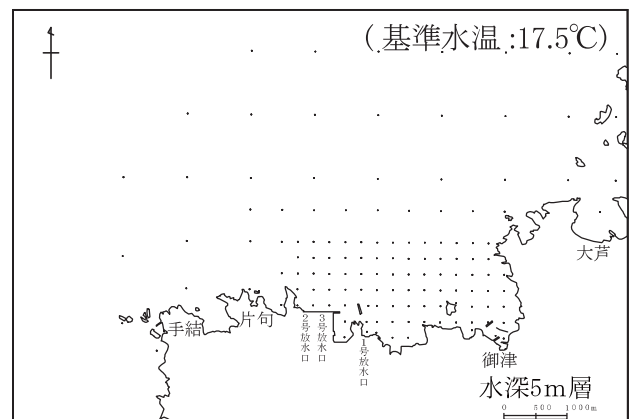 (基準水温:17.5℃)
大芦
手結
片句
2号放水口
3号放水口
1号放水口
御津
水深5m層
0 500 1000m